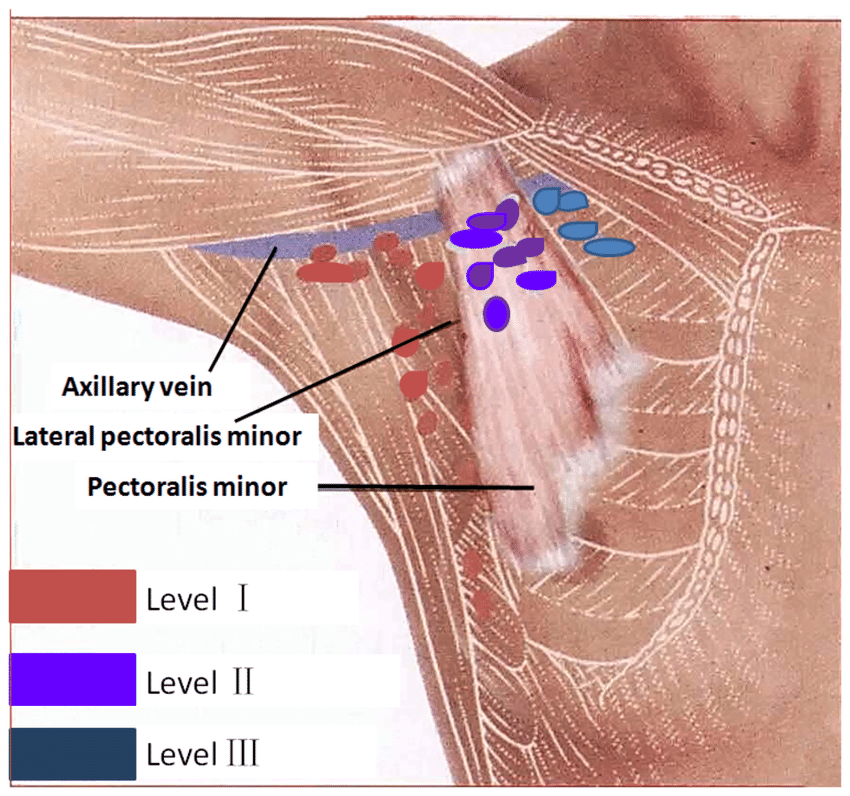 Axillary vein
Lateral pectoralis minor
Pectoralis minor
Level Ⅰ
Level Ⅱ
Level Ⅲ